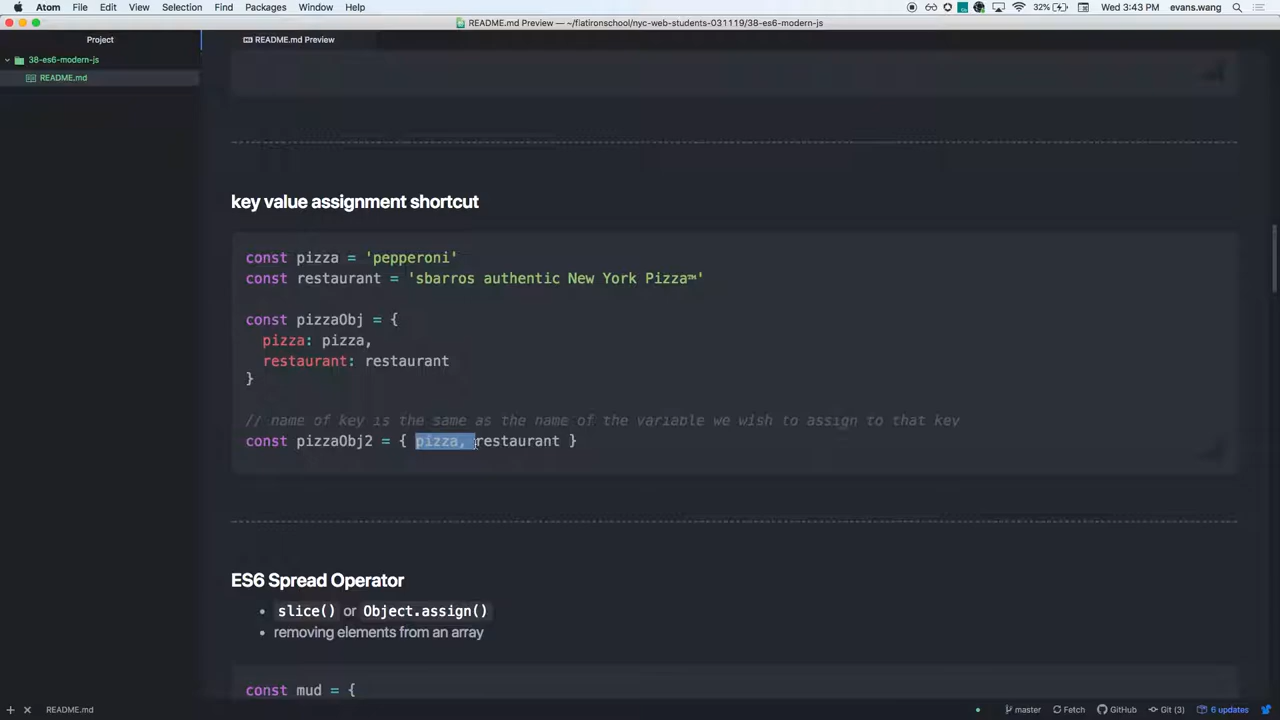 Atom File Edit View Selection Find Packages Window Help 32% Wed 3:43 PM evans.wang
README.md Preview — ~/flatironschool/nyc-web-students-031119/38-es6-modern-js
Project
README.md Preview
38-es6-modern-js
README.md
key value assignment shortcut
const pizza = 'pepperoni'
const restaurant = 'sbarros authentic New York Pizza™'
const pizzaObj = {
pizza: pizza,
restaurant: restaurant
}
// name of key is the same as the name of the variable we wish to assign to that key
const pizzaObj2 = { pizza, restaurant }
ES6 Spread Operator
• slice() or Object.assign()
• removing elements from an array
const mud = {
README.md master Fetch GitHub Git (3) 6 updates